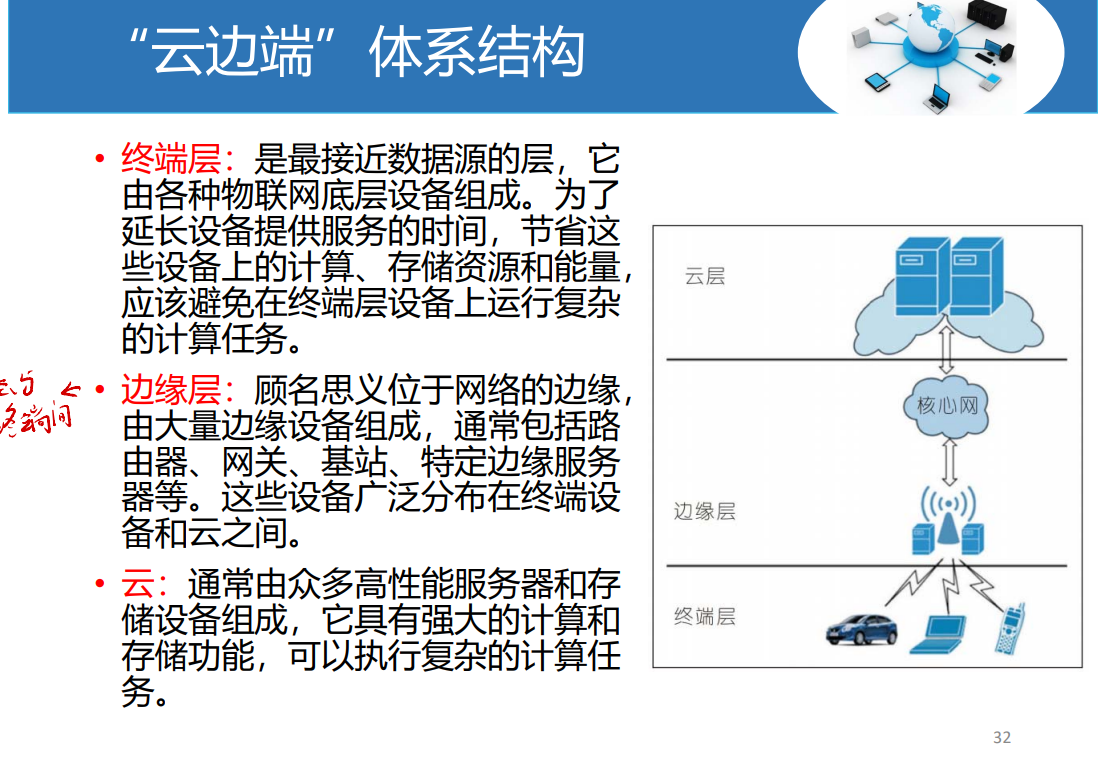 “云边端”体系结构
• 终端层：是最接近数据源的层，它
由各种物联网底层设备组成。为了
延长设备提供服务的时间，节省这
些设备上的计算、存储资源和能量，
应该避免在终端层设备上运行复杂
的计算任务。
• 边缘层：顾名思义位于网络的边缘，
由大量边缘设备组成，通常包括路
由器、网关、基站、特定边缘服务
器等。这些设备广泛分布在终端设
备和云之间。
• 云：通常由众多高性能服务器和存
储设备组成，它具有强大的计算和
存储功能，可以执行复杂的计算任
务。
云层
核心网
边缘层
终端层
32